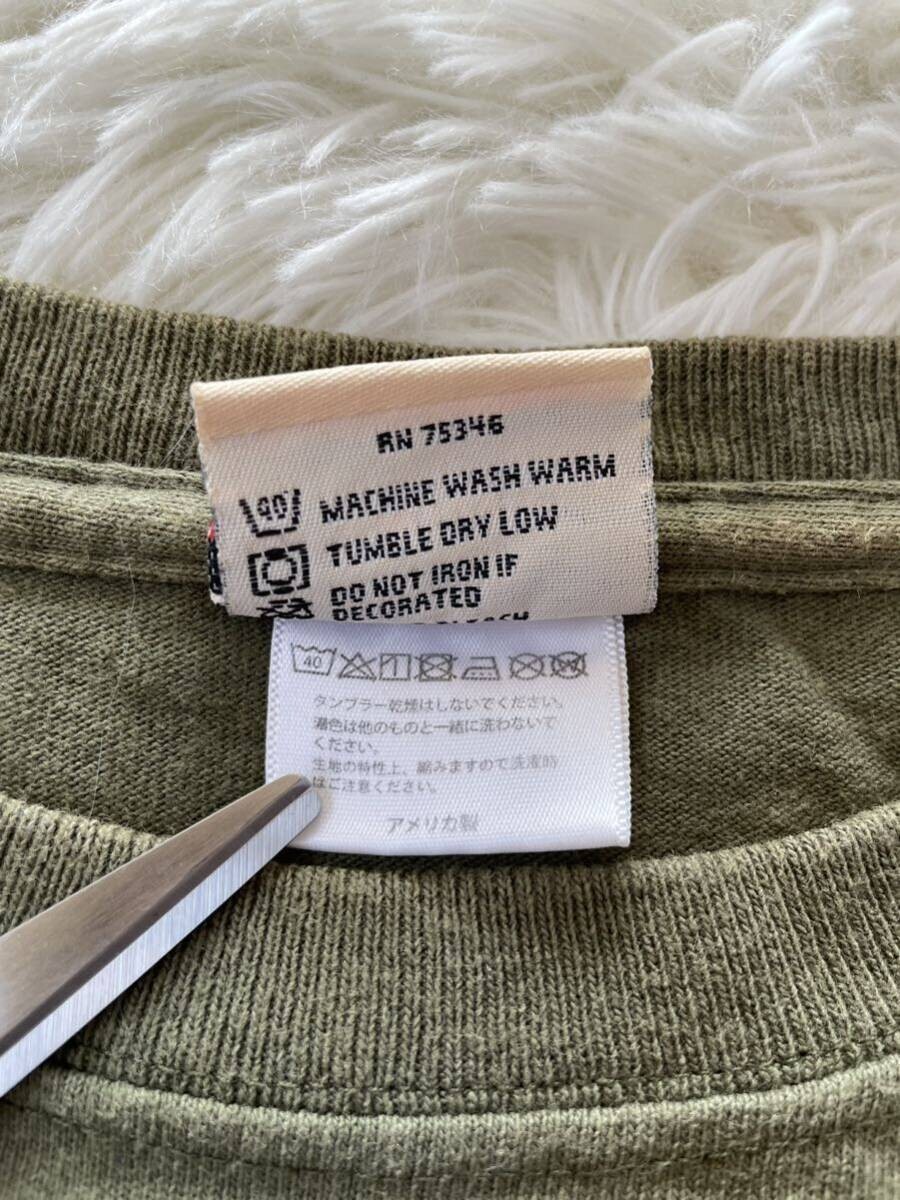 RN 75346
40 MACHINE WASH WARM
TUMBLE DRY LOW
DO NOT IRON IF
DECORATED
40
タンブラー乾燥はしないでください。
濃色は他のものと一緒に洗わないで
ください。
生地の特性上、縮みますので洗濯時
はご注意ください。
アメリカ製